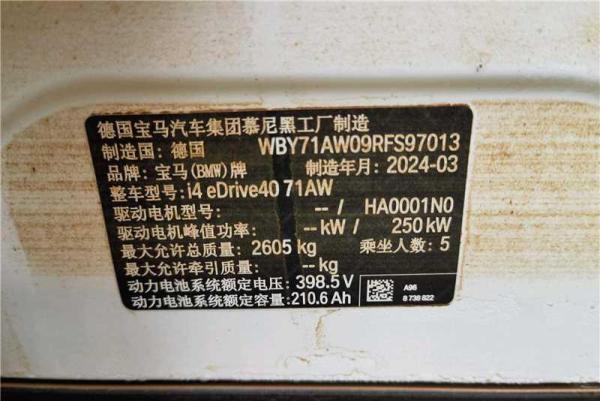 德国宝马汽车集团慕尼黑工厂制造
制造国: 德国 WBY71AW09RFS97013
品牌: 宝马(BMW)牌 制造年月: 2024-03
整车型号: i4 eDrive40 71AW
驱动电机型号: -- / HA0001N0
驱动电机峰值功率: -- kW / 250 kW
最大允许总质量: 2605 kg 乘坐人数: 5
最大允许牵引质量: -- kg
动力电池系统额定电压: 398.5 V
动力电池系统额定容量: 210.6 Ah
A96
8 738 822